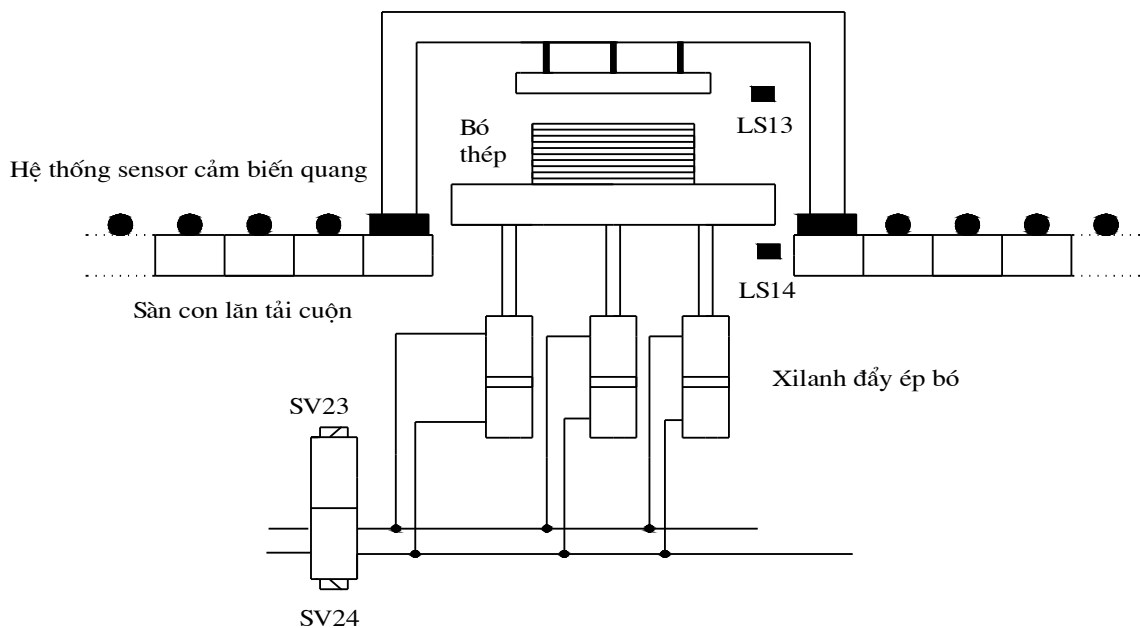 Bó
thép
LS13
Hệ thống sensor cảm biến quang
LS14
Sàn con lăn tải cuộn
Xilanh đẩy ép bó
SV23
SV24